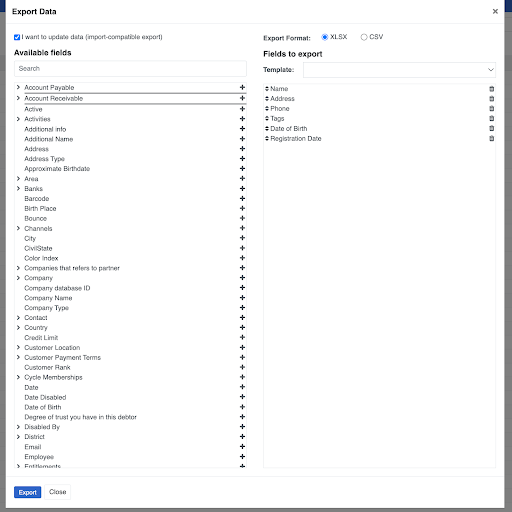 Export Data
I want to update data (import-compatible export)
Available fields
Search
Account Payable
Account Receivable
Active
Activities
Additional info
Additional Name
Address
Address Type
Approximate Birthdate
Area
Banks
Barcode
Birth Place
Bounce
Channels
City
CivilState
Color Index
Companies that refers to partner
Company
Company database ID
Company Name
Company Type
Contact
Country
Credit Limit
Customer Location
Customer Payment Terms
Customer Rank
Cycle Memberships
Date
Date Disabled
Date of Birth
Degree of trust you have in this debtor
Disabled By
District
Email
Employee
Entitlements
Export Format: XLSX CSV
Fields to export
Template:
Name
Address
Phone
Tags
Date of Birth
Registration Date
Export Close